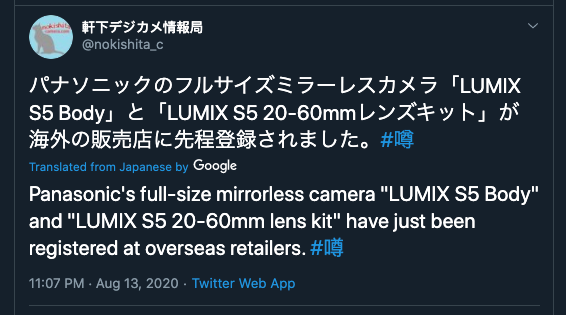 軒下デジカメ情報局
@nokishita_c
パナソニックのフルサイズミラーレスカメラ「LUMIX
S5 Body」と「LUMIX S5 20-60mmレンズキット」が
海外の販売店に先程登録されました。#噂
Translated from Japanese by Google
Panasonic's full-size mirrorless camera "LUMIX S5 Body"
and "LUMIX S5 20-60mm lens kit" have just been
registered at overseas retailers. #噂
11:07 PM · Aug 13, 2020 · Twitter Web App